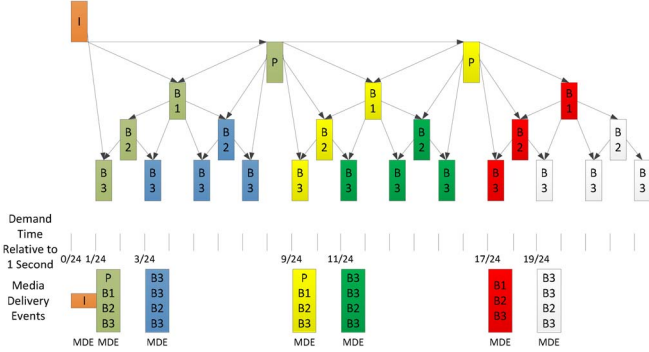 I
P
P
B
1
B
1
B
1
B
2
B
2
B
2
B
2
B
2
B
2
B
3
B
3
B
3
B
3
B
3
B
3
B
3
B
3
B
3
B
3
B
3
B
3
Demand
Time
Relative to
1 Second
0/24 1/24 3/24 9/24 11/24 17/24 19/24
Media
Delivery
Events
I
P
B1
B2
B3
B3
B3
B2
B3
P
B1
B2
B3
B3
B3
B2
B3
B1
B2
B3
B3
B3
B2
B3
MDE MDE MDE MDE MDE MDE MDE